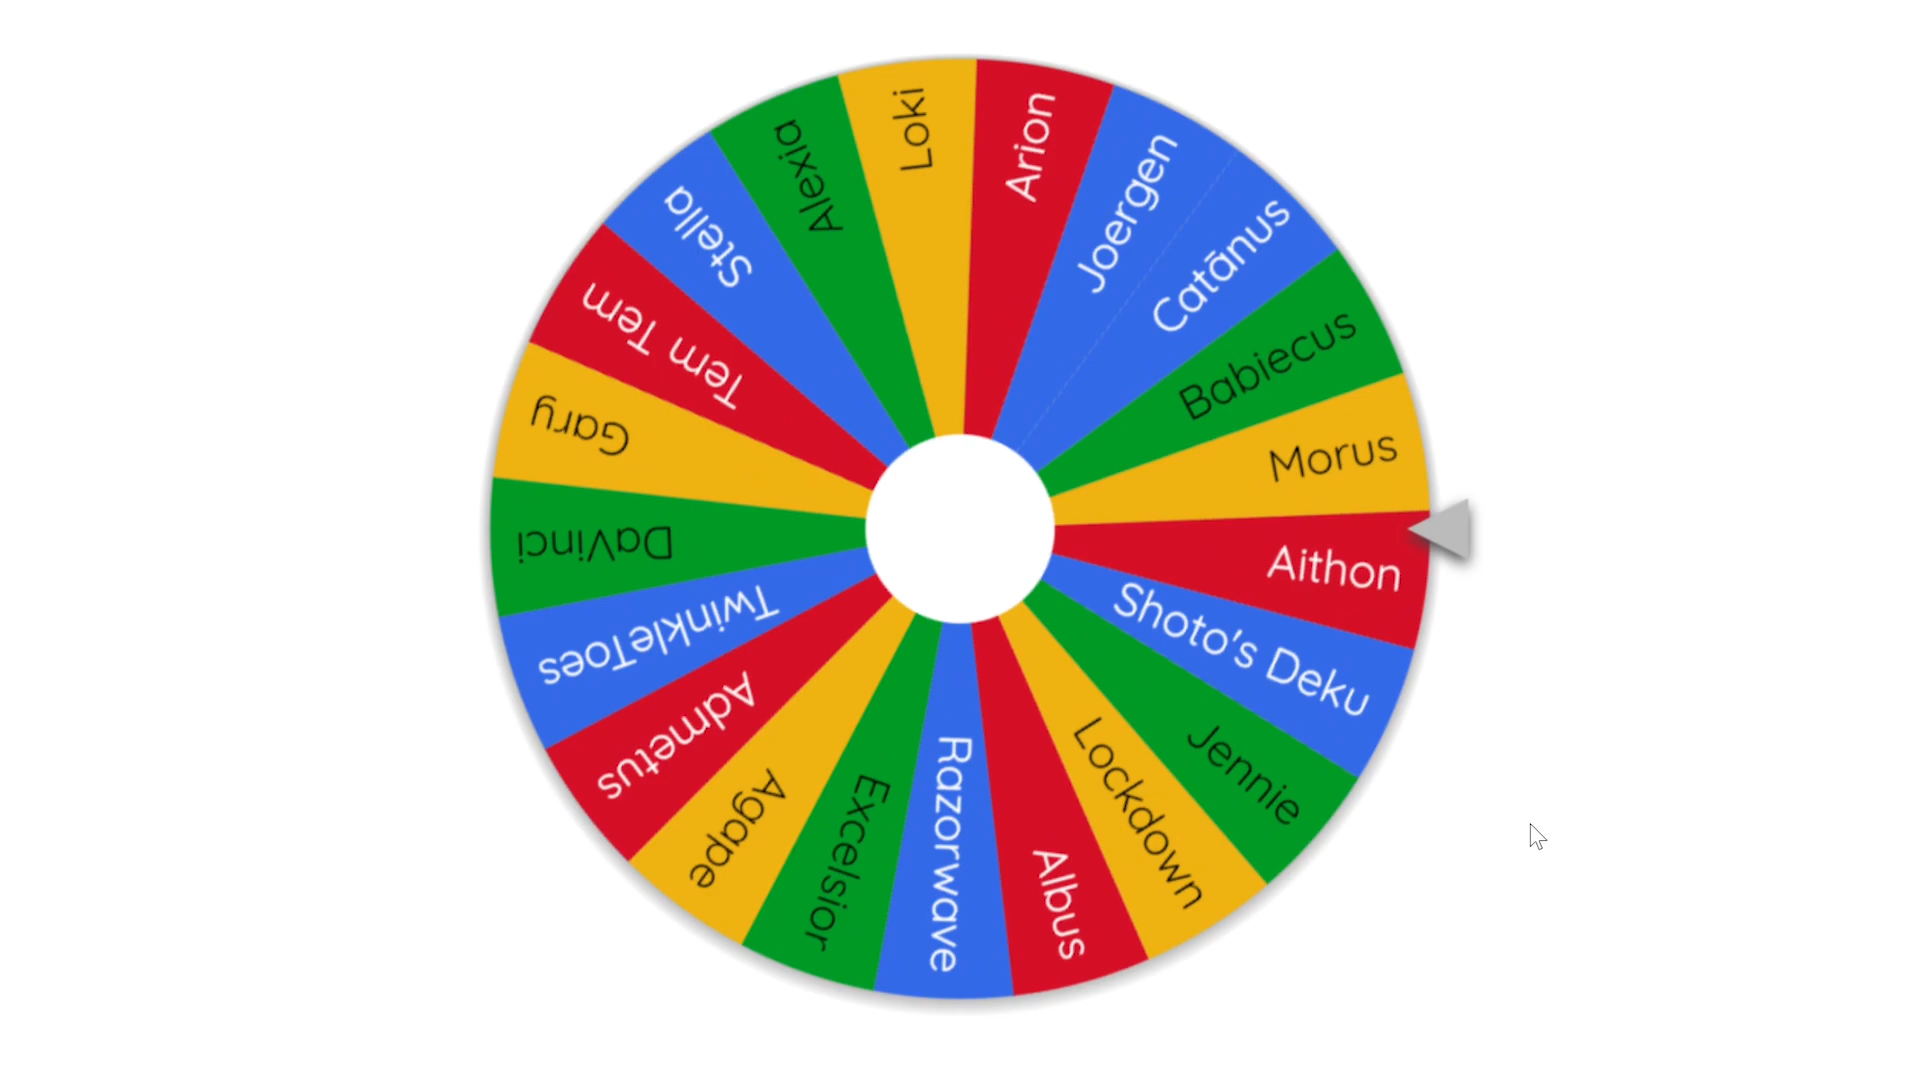 Loki
Arion
Joergen
Catānus
Babiecus
Morus
Aithon
Shoto's Deku
Jennie
Lockdown
Albus
Razorwave
Excelsior
Agape
Admetus
TwinkleToes
DaVinci
Gary
Tem Tem
Stella
Alexia